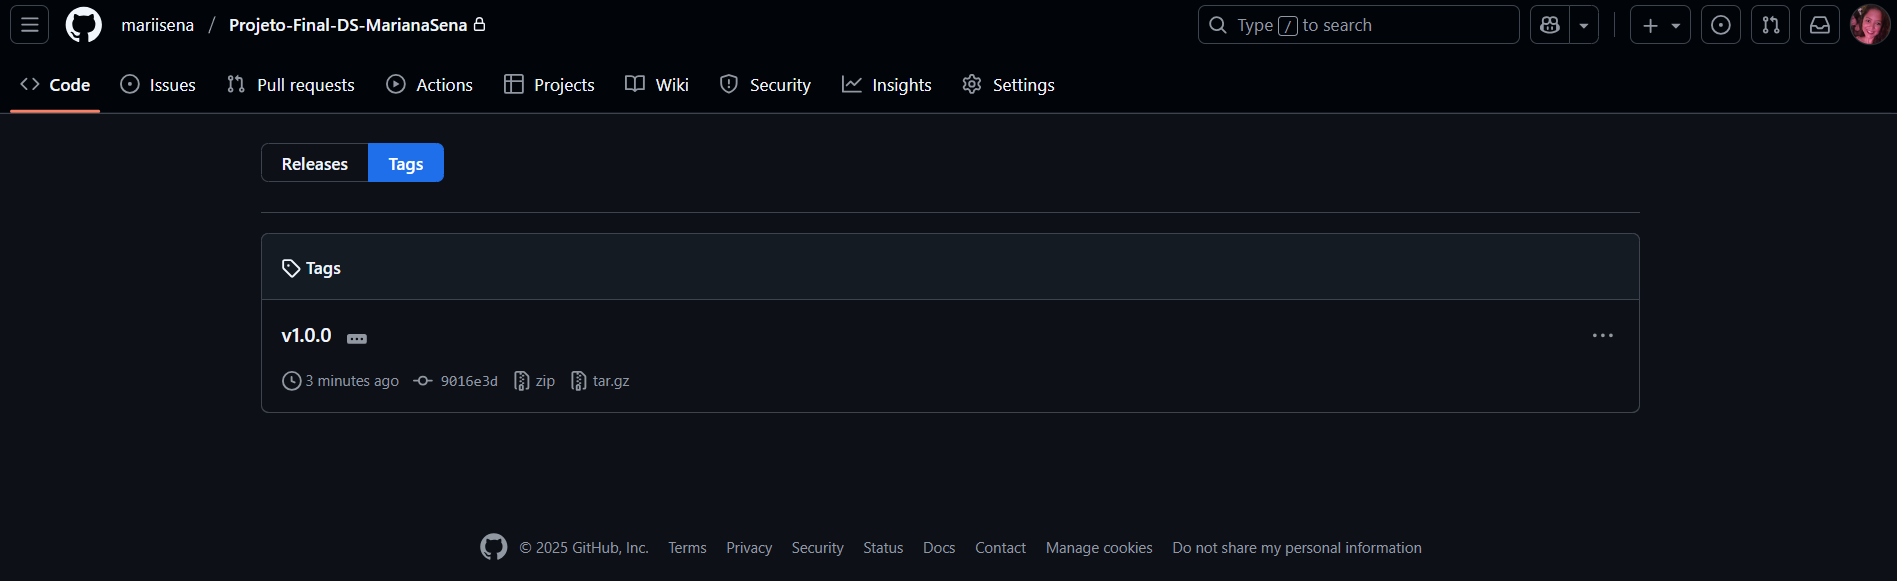 mariisena / Projeto-Final-DS-MarianaSena
Type / to search
Code Issues Pull requests Actions Projects Wiki Security Insights Settings
Releases Tags
Tags
v1.0.0
3 minutes ago 9016e3d zip tar.gz
© 2025 GitHub, Inc. Terms Privacy Security Status Docs Contact Manage cookies Do not share my personal information